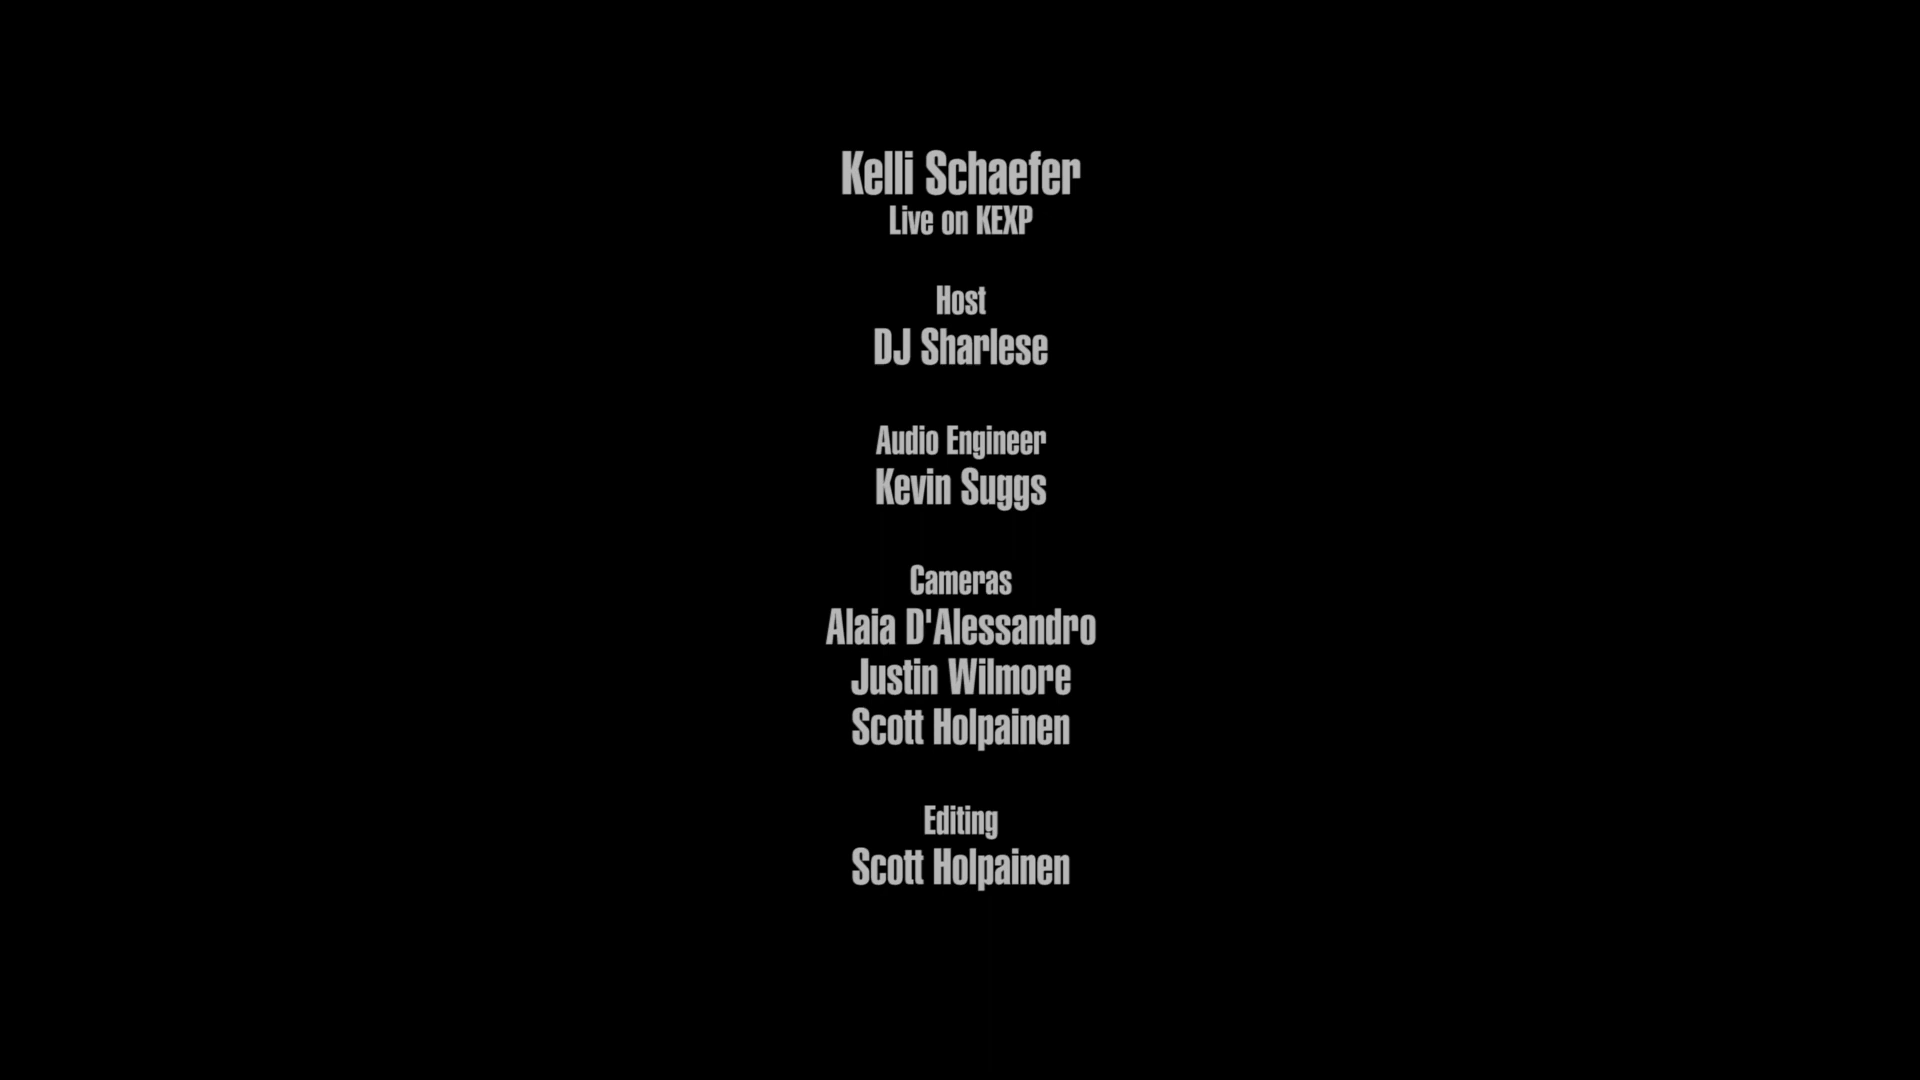 Kelli Schaefer
Live on KEXP
Host
DJ Sharlese
Audio Engineer
Kevin Suggs
Cameras
Alaia D'Alessandro
Justin Wilmore
Scott Holpainen
Editing
Scott Holpainen